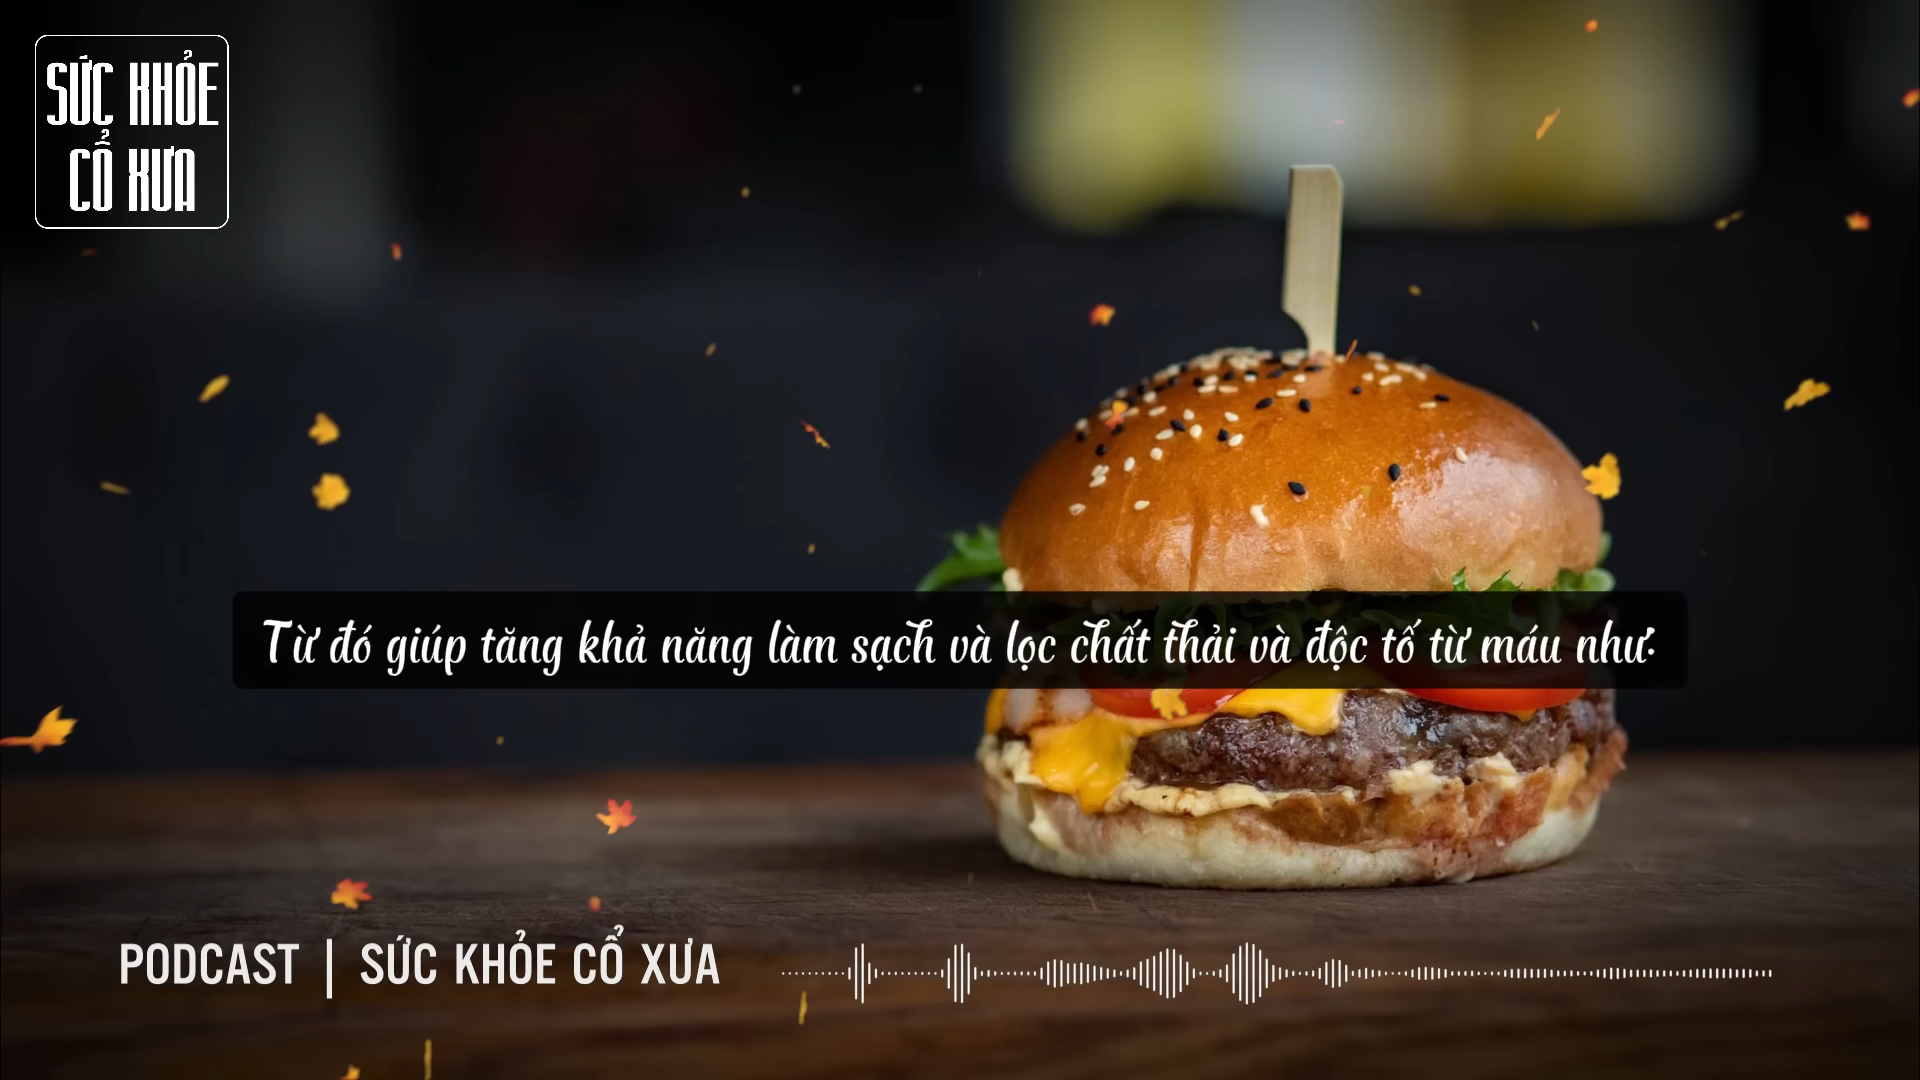 SỨC KHỎE
CỔ XƯA
Từ đó giúp tăng khả năng làm sạch và lọc chất thải và độc tố từ máu như:
PODCAST | SỨC KHỎE CỔ XƯA